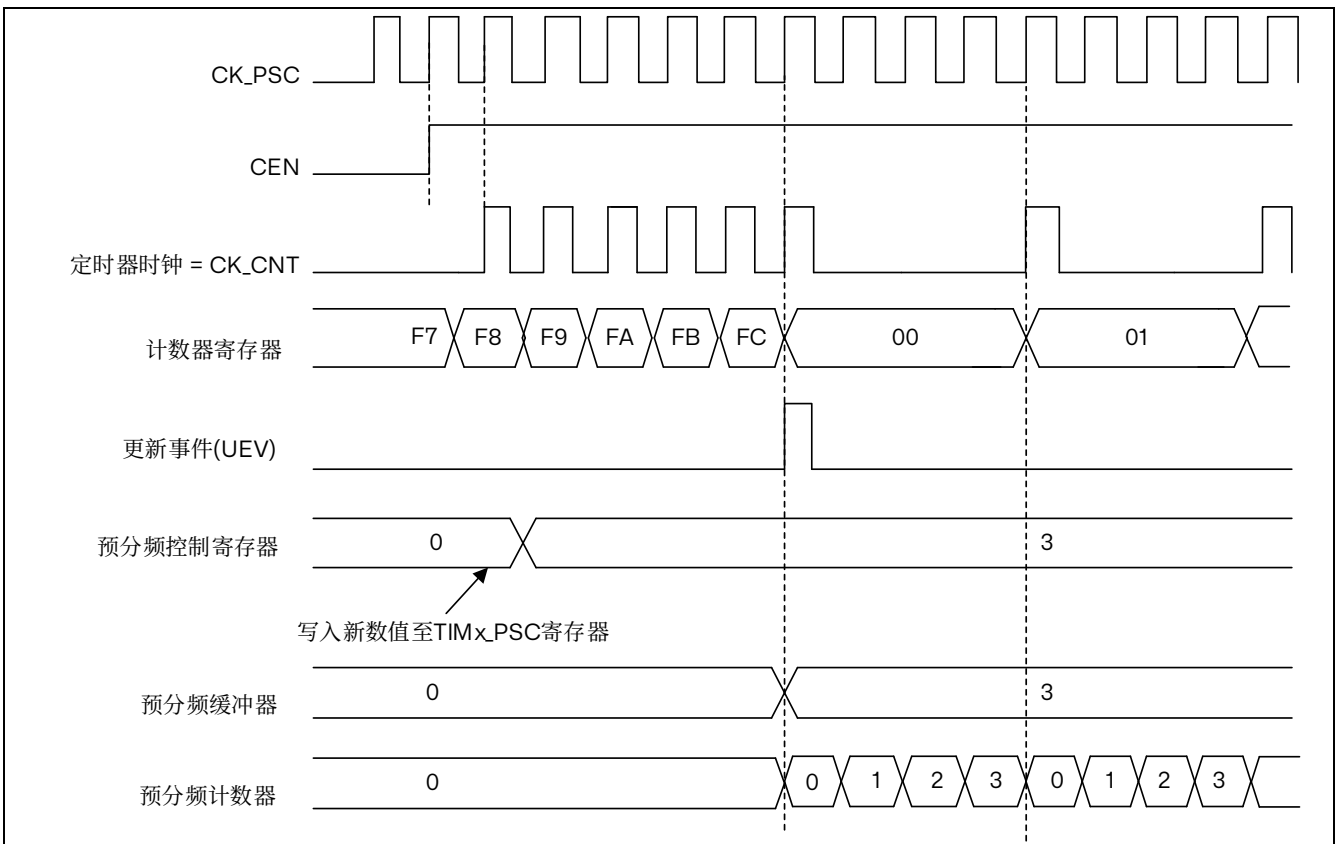 CK_PSC
CEN
定时器时钟 = CK_CNT
计数器寄存器 F7 F8 F9 FA FB FC 00 01
更新事件(UEV)
预分频控制寄存器 0 3
写入新数值至TIMx_PSC寄存器
预分频缓冲器 0 3
预分频计数器 0 0 1 2 3 0 1 2 3